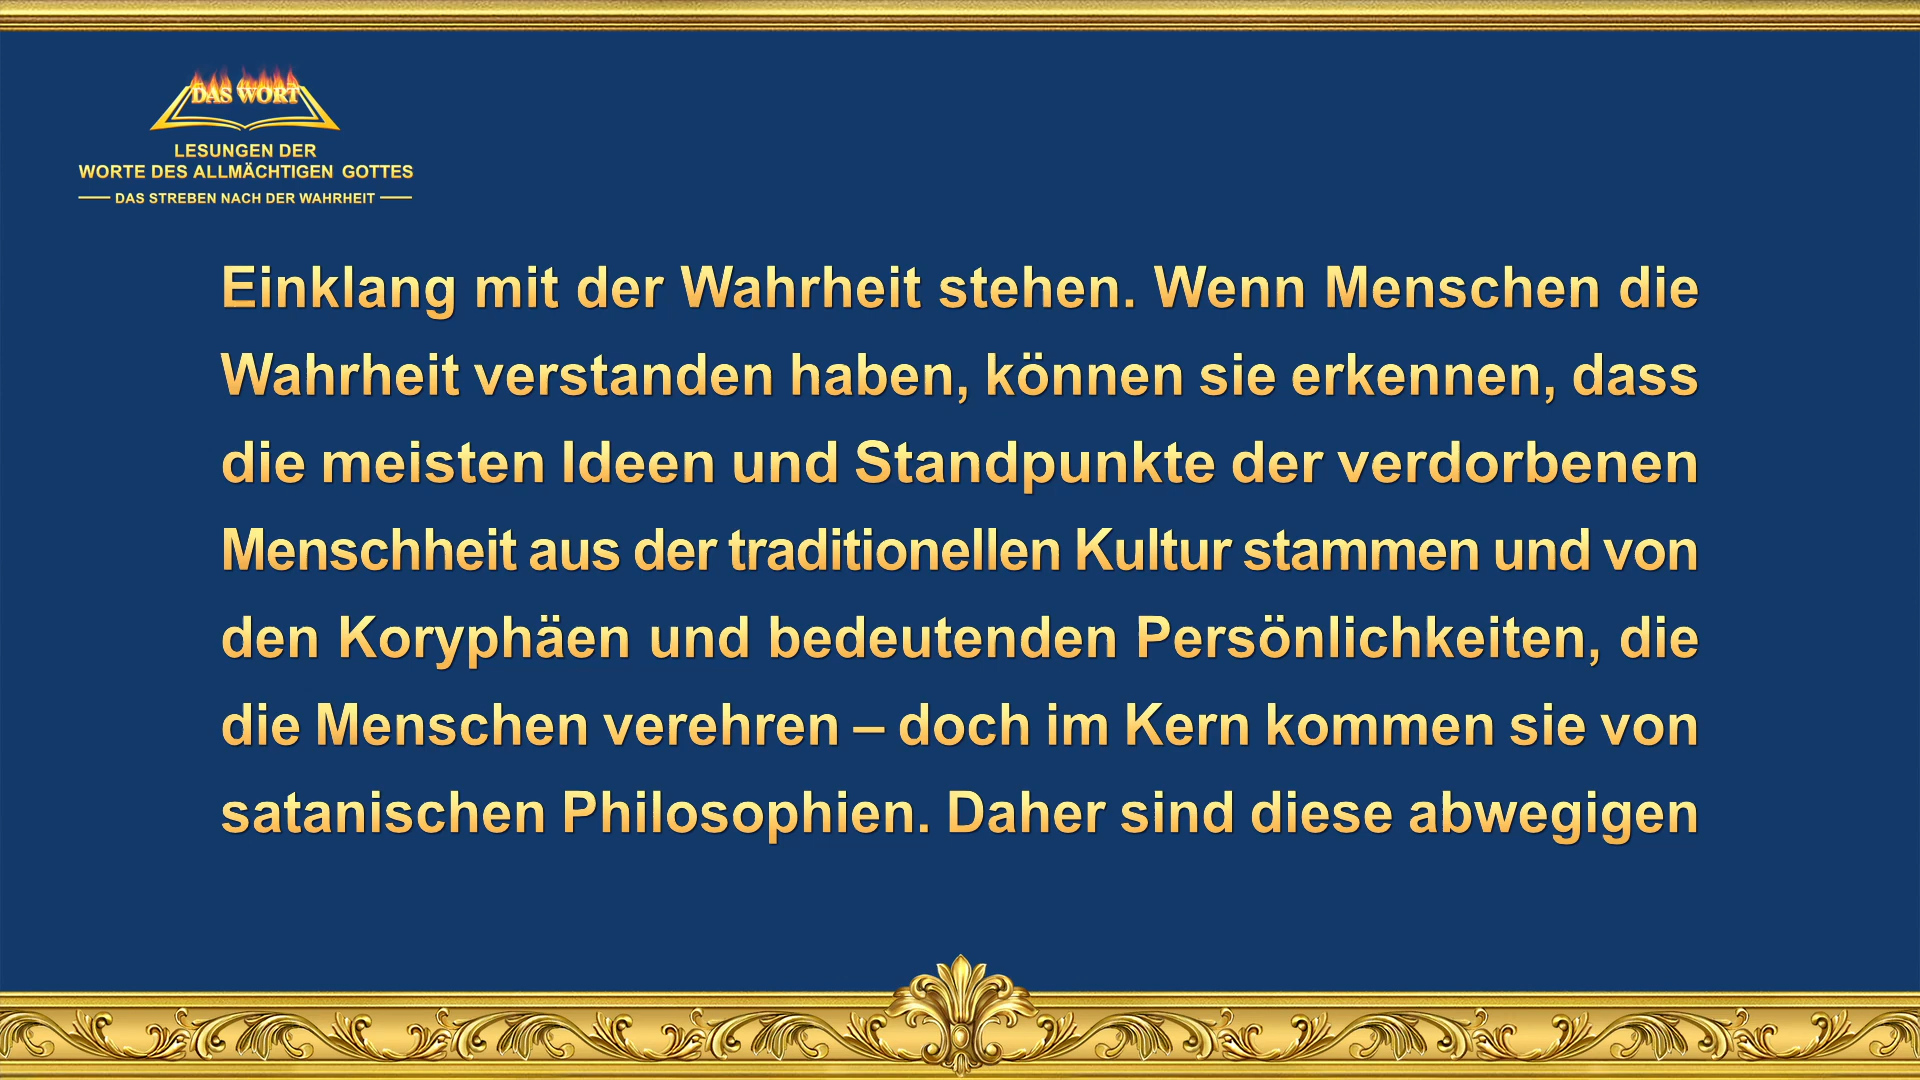 DAS WORT
LESUNGEN DER
WORTE DES ALLMÄCHTIGEN GOTTES
DAS STREBEN NACH DER WAHRHEIT
Einklang mit der Wahrheit stehen. Wenn Menschen die
Wahrheit verstanden haben, können sie erkennen, dass
die meisten Ideen und Standpunkte der verdorbenen
Menschheit aus der traditionellen Kultur stammen und von
den Koryphäen und bedeutenden Persönlichkeiten, die
die Menschen verehren – doch im Kern kommen sie von
satanischen Philosophien. Daher sind diese abwegigen